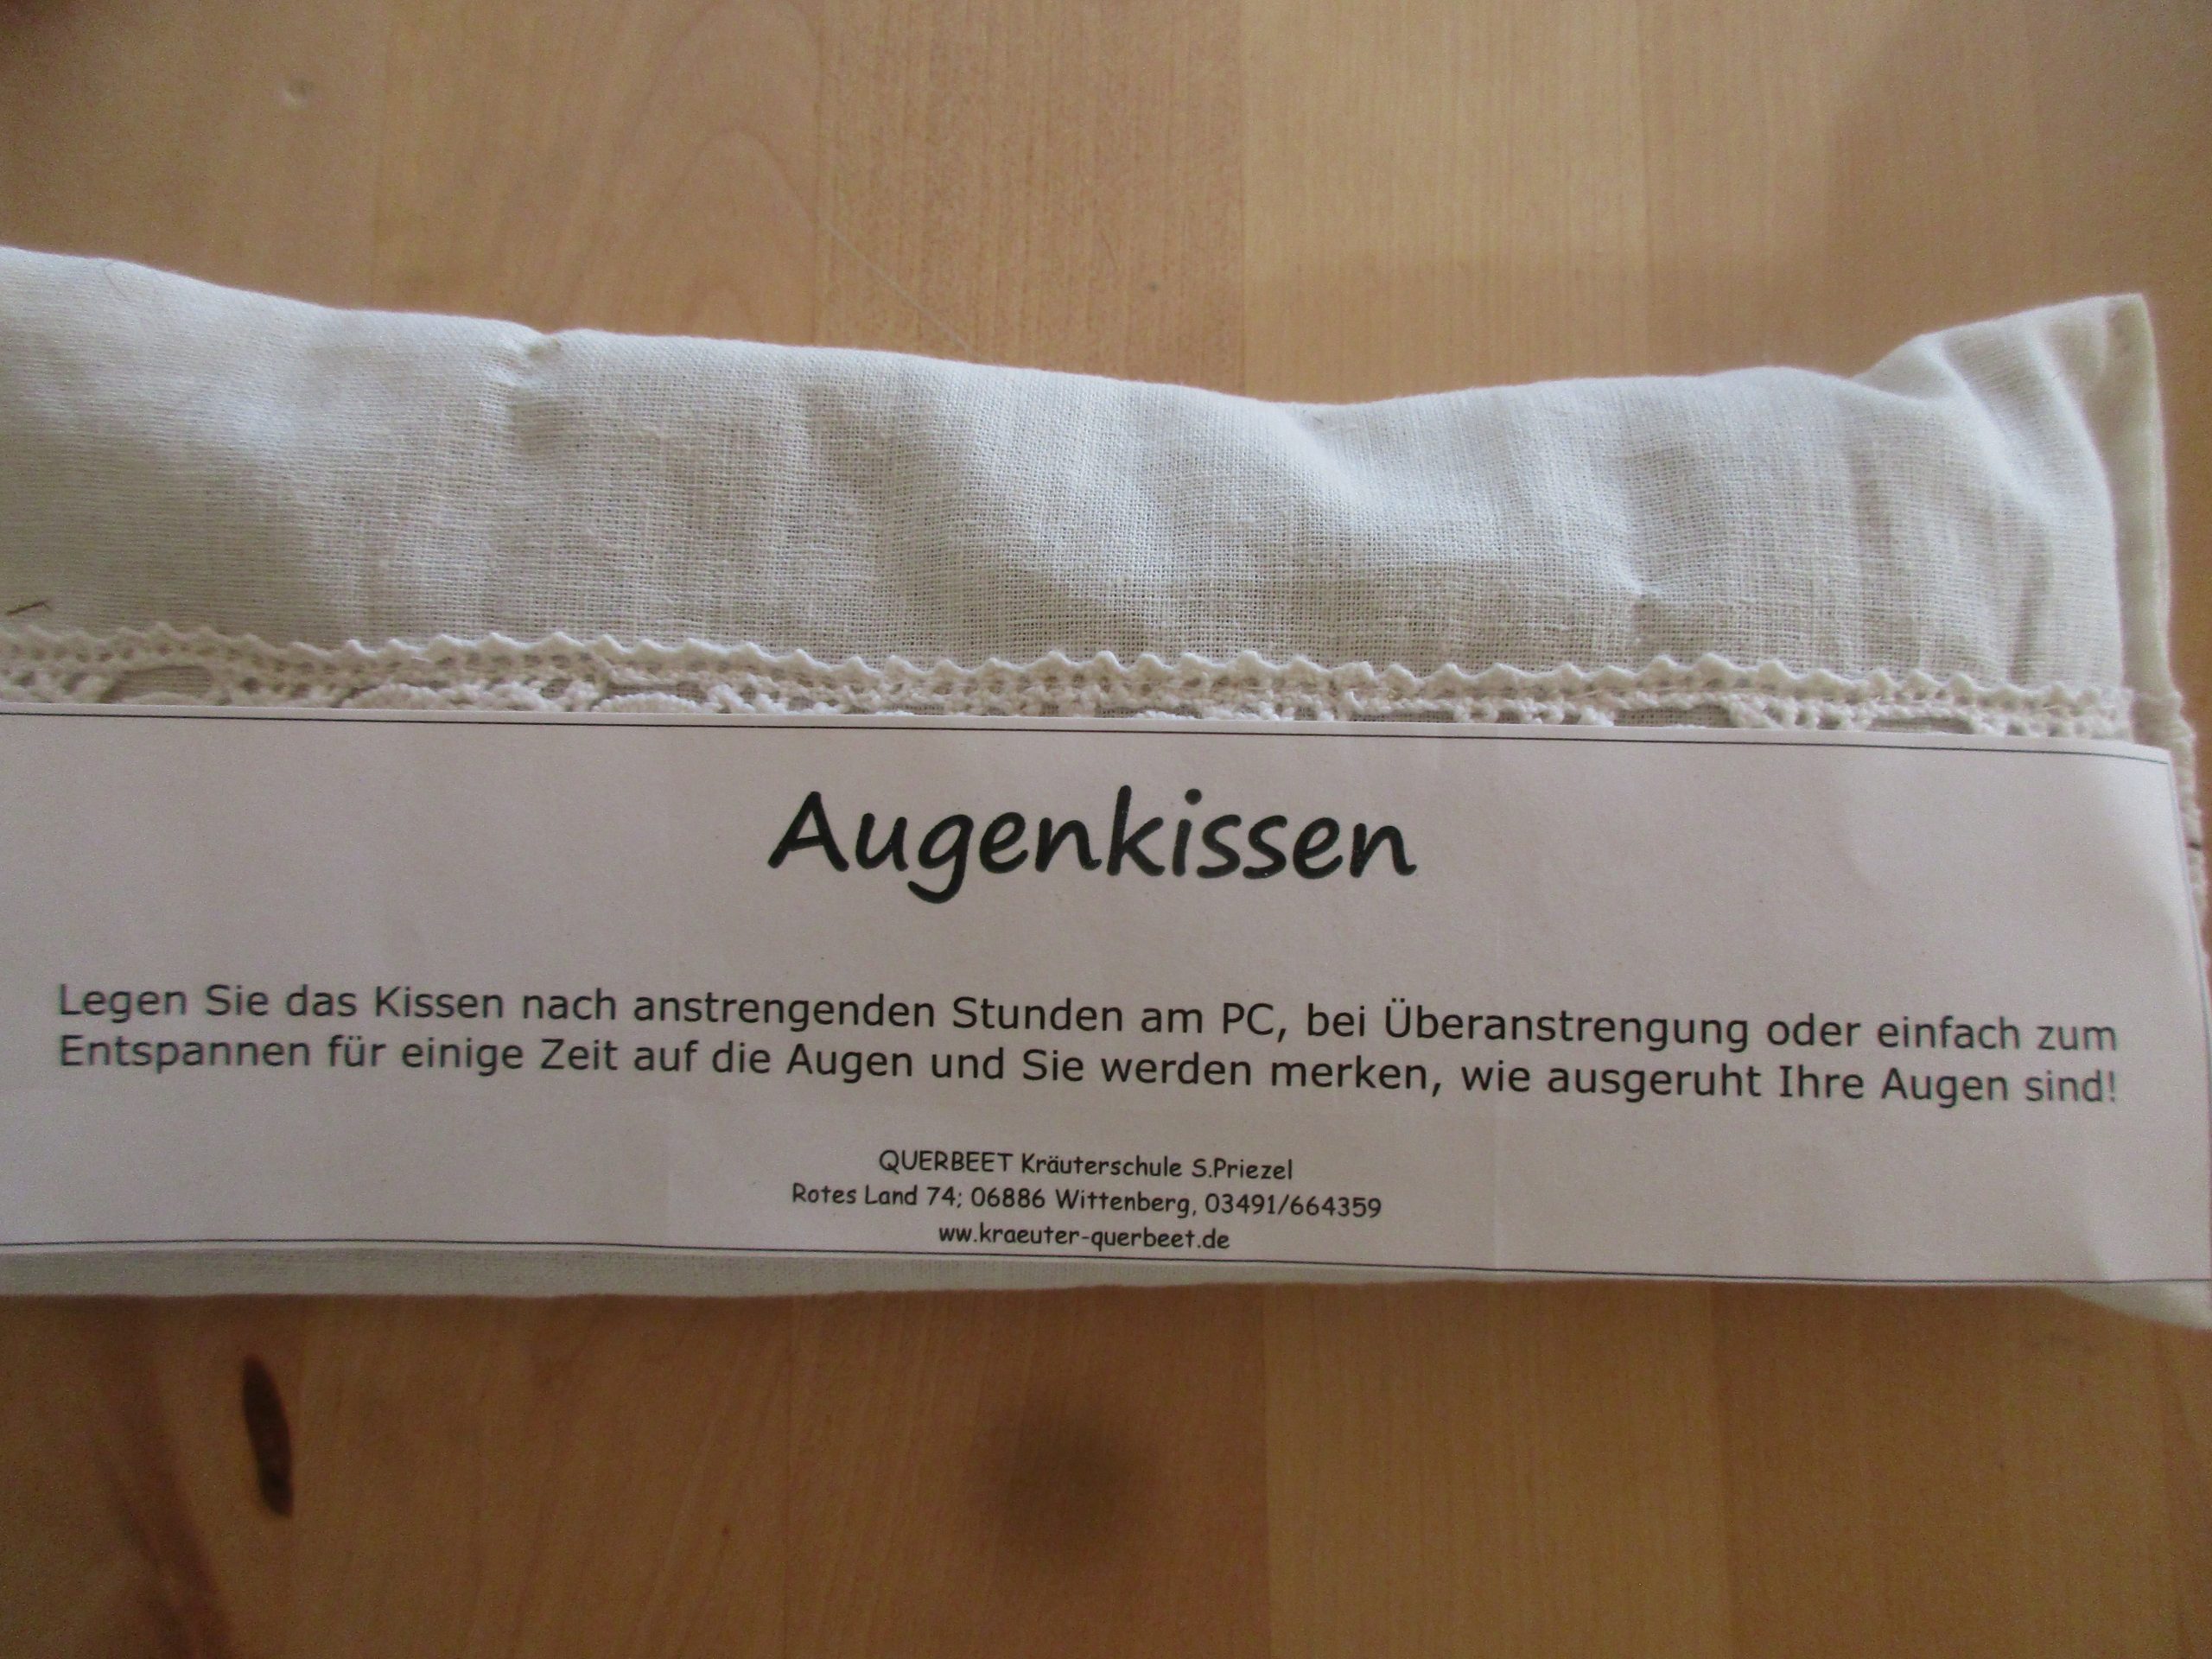 Augenkissen
Legen Sie das Kissen nach anstrengenden Stunden am PC, bei Überanstrengung oder einfach zum
Entspannen für einige Zeit auf die Augen und Sie werden merken, wie ausgeruht Ihre Augen sind!
QUERBEET Kräuterschule S.Priezel
Rotes Land 74; 06886 Wittenberg, 03491/664359
ww.kraeuter-querbeet.de